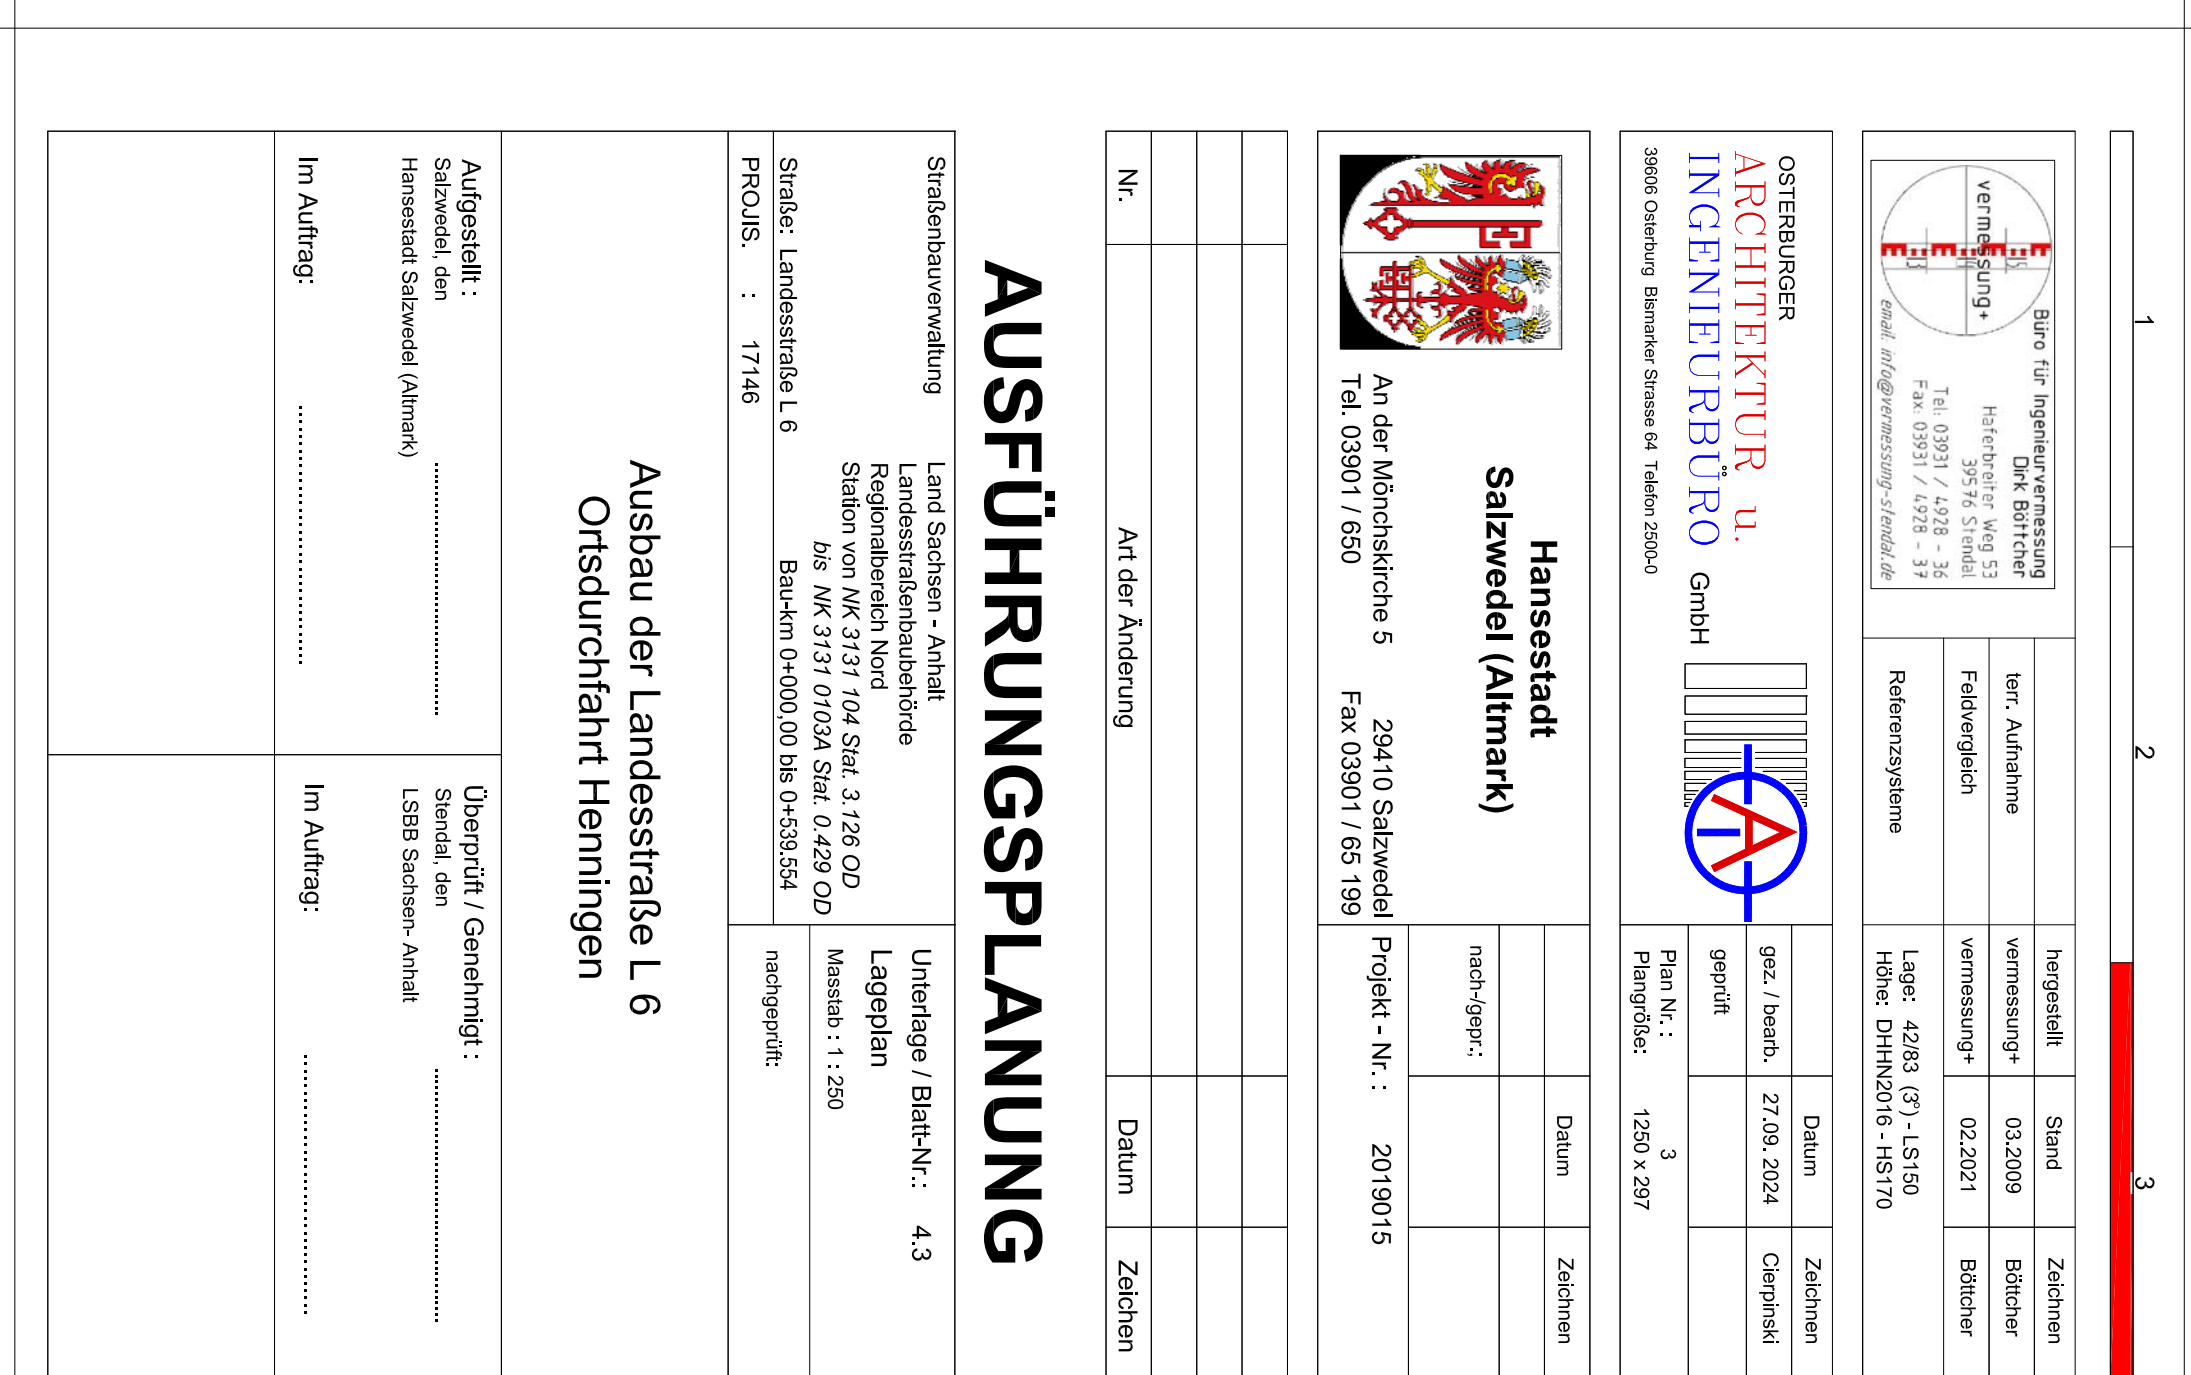 1 2 3
vermessung+
Büro für Ingenieurvermessung
Dirk Böttcher
Haferbreiter Weg 53
39576 Stendal
Tel: 03931 / 4928 - 36
Fax: 03931 / 4928 - 37
email: info@vermessung-stendal.de
hergestellt Stand Zeichnen
terr. Aufnahme vermessung+ 03.2009 Böttcher
Feldvergleich vermessung+ 02.2021 Böttcher
Referenzsysteme Lage: 42/83 (3°) - LS150
Höhe: DHHN2016 - HS170
OSTERBURGER
ARCHITEKTUR u.
INGENIEURBÜRO GmbH
39606 Osterburg Bismarker Strasse 64 Telefon 2500-0
Datum Zeichnen
gez. / bearb. 27.09. 2024 Cierpinski
geprüft
Plan Nr. : 3
Plangröße: 1250 x 297
Hansestadt
Salzwedel (Altmark)
An der Mönchskirche 5 29410 Salzwedel
Tel. 03901 / 650 Fax 03901 / 65 199
Datum Zeichnen
nach-/gepr.;
Projekt - Nr. : 2019015
Nr. Art der Änderung Datum Zeichen
AUSFÜHRUNGSPLANUNG
Straßenbauverwaltung Land Sachsen - Anhalt
Landesstraßenbaubehörde
Regionalbereich Nord
Station von NK 3131 104 Stat. 3.126 OD
bis NK 3131 0103A Stat. 0.429 OD
Straße: Landesstraße L 6 Bau-km 0+000,00 bis 0+539.554
PROJIS. : 17146
Unterlage / Blatt-Nr.: 4.3
Lageplan
Masstab : 1 : 250
nachgeprüft:
Ausbau der Landesstraße L 6
Ortsdurchfahrt Henningen
Aufgestellt :
Salzwedel, den
Hansestadt Salzwedel (Altmark)
Im Auftrag:
Überprüft / Genehmigt :
Stendal, den
LSBB Sachsen- Anhalt
Im Auftrag: